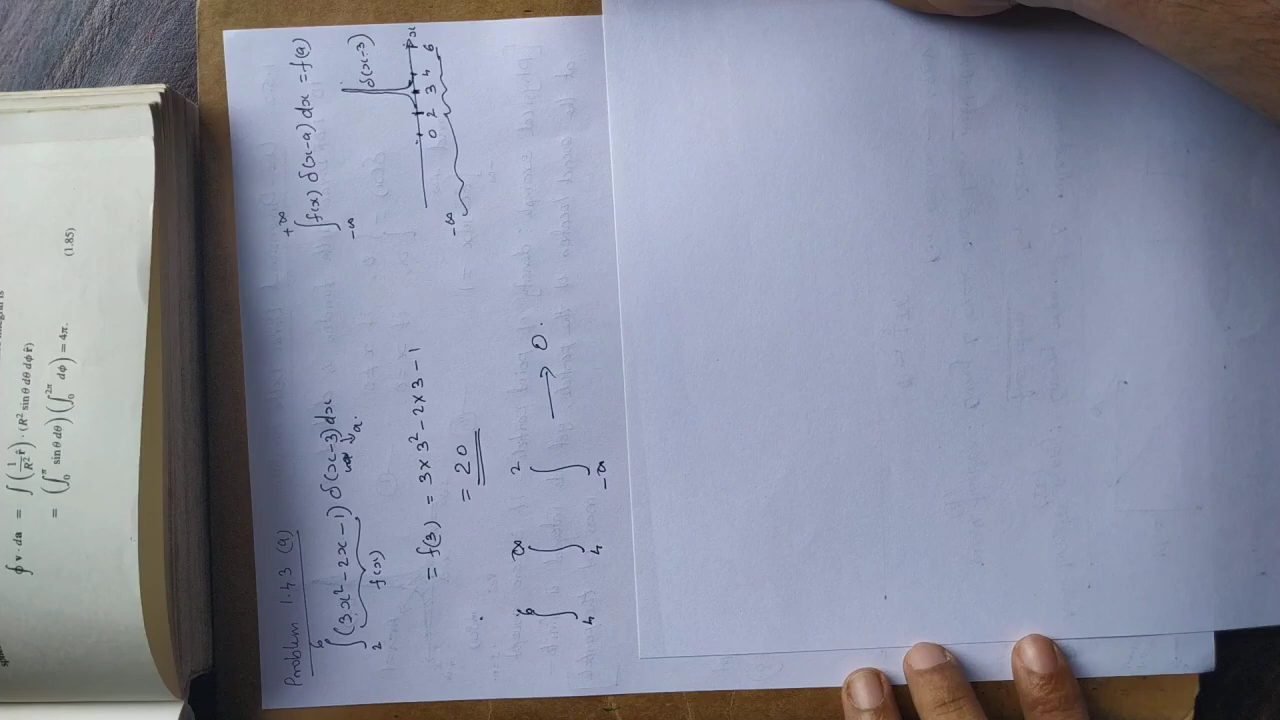 ∮ v · da = ∫ (1/R² r̂) · (R² sin θ dθ dφ r̂)
= (∫₀^π sin θ dθ) (∫₀^2π dφ) = 4π. (1.85)
Problem 1.43 (a)
∫₂⁶ (3x² − 2x − 1) δ(x−3) dx
f(x) a.
= f(3) = 3 × 3² − 2 × 3 − 1
= 20
∫₄⁶ ∫₄^∞ ∫₋∞² ⟶ 0.
∫₋∞^+∞ f(x) δ(x−a) dx = f(a)
δ(x−3)
x
0 2 3 4 6
−∞